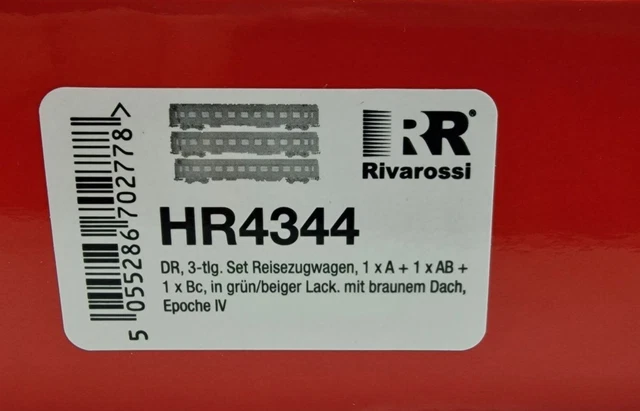 RR®
Rivarossi
HR4344
DR, 3-tlg. Set Reisezugwagen, 1 x A + 1 x AB +
1 x Bc, in grün/beiger Lack. mit braunem Dach,
Epoche IV
5 055286 702778 >